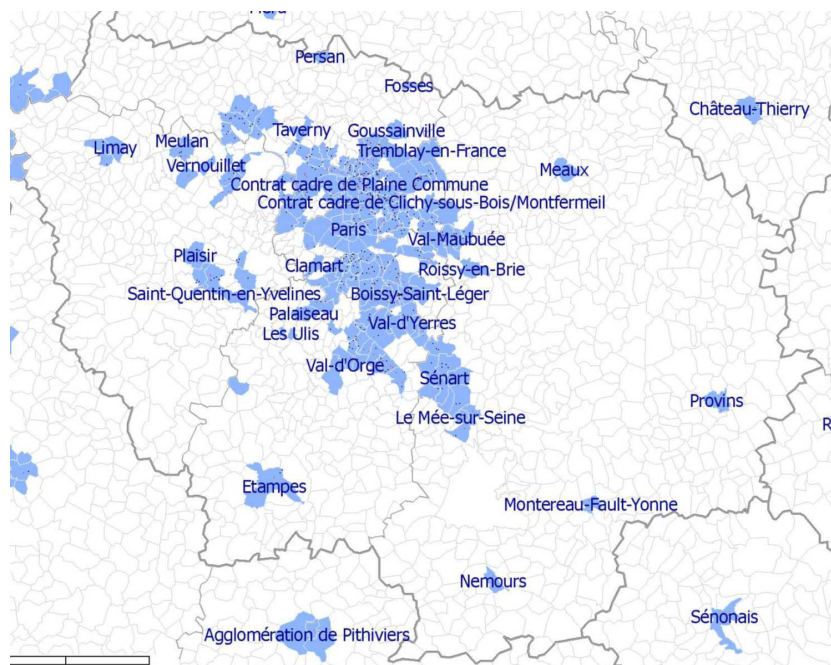 Persan
Fosses
Château-Thierry
Taverny
Goussainville
Limay
Meulan
Tremblay-en-France
Vernouillet
Meaux
Contrat cadre de Plaine Commune
Contrat cadre de Clichy-sous-Bois/Montfermeil
Paris
Val-Maubuée
Plaisir
Clamart
Roissy-en-Brie
Saint-Quentin-en-Yvelines
Boissy-Saint-Léger
Palaiseau
Val-d'Yerres
Les Ulis
Val-d'Orge
Sénart
Provins
Le Mée-sur-Seine
Etampes
Montereau-Fault-Yonne
Nemours
Sénonais
Agglomération de Pithiviers